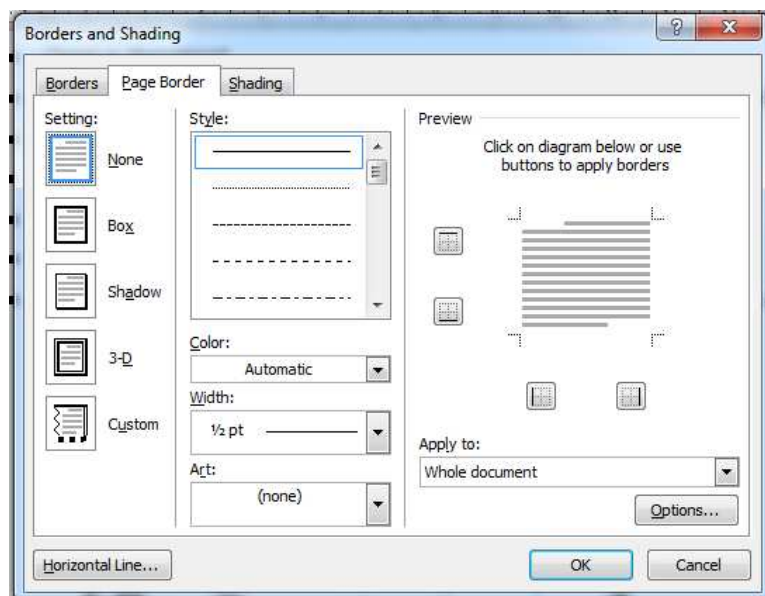 Borders and Shading
? X
Borders Page Border Shading
Setting:
None
Box
Shadow
3-D
Custom
Style:
Color:
Automatic
Width:
½ pt
Art:
(none)
Preview
Click on diagram below or use
buttons to apply borders
Apply to:
Whole document
Options...
Horizontal Line...
OK
Cancel